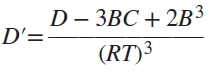 D′= D − 3BC + 2B³ / (RT)³